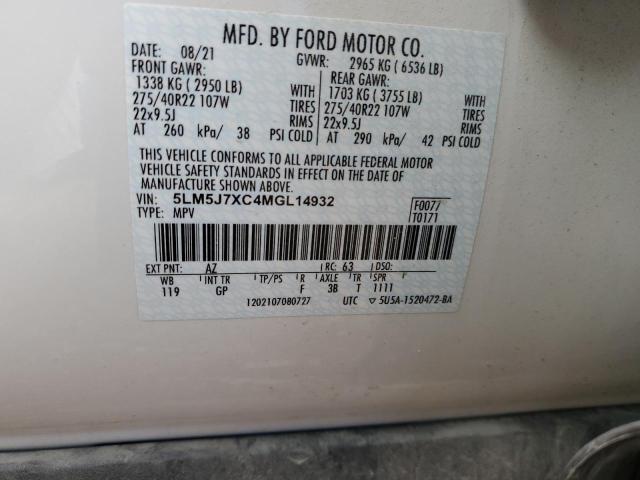 MFD. BY FORD MOTOR CO.
DATE: 08/21 GVWR: 2965 KG ( 6536 LB)
FRONT GAWR: REAR GAWR:
1338 KG ( 2950 LB) WITH 1703 KG ( 3755 LB) WITH
275/40R22 107W TIRES 275/40R22 107W TIRES
22x9.5J RIMS 22x9.5J RIMS
AT 260 kPa/ 38 PSI COLD AT 290 kPa/ 42 PSI COLD
THIS VEHICLE CONFORMS TO ALL APPLICABLE FEDERAL MOTOR
VEHICLE SAFETY STANDARDS IN EFFECT ON THE DATE OF
MANUFACTURE SHOWN ABOVE.
VIN: 5LM5J7XC4MGL14932 F0077
TYPE: MPV T0171
EXT PNT: AZ RC: 63 DSO:
WB INT TR TP/PS R AXLE TR SPR
119 GP F 3B T 1111
1202107080727 UTC ▽ 5U5A-1520472-BA